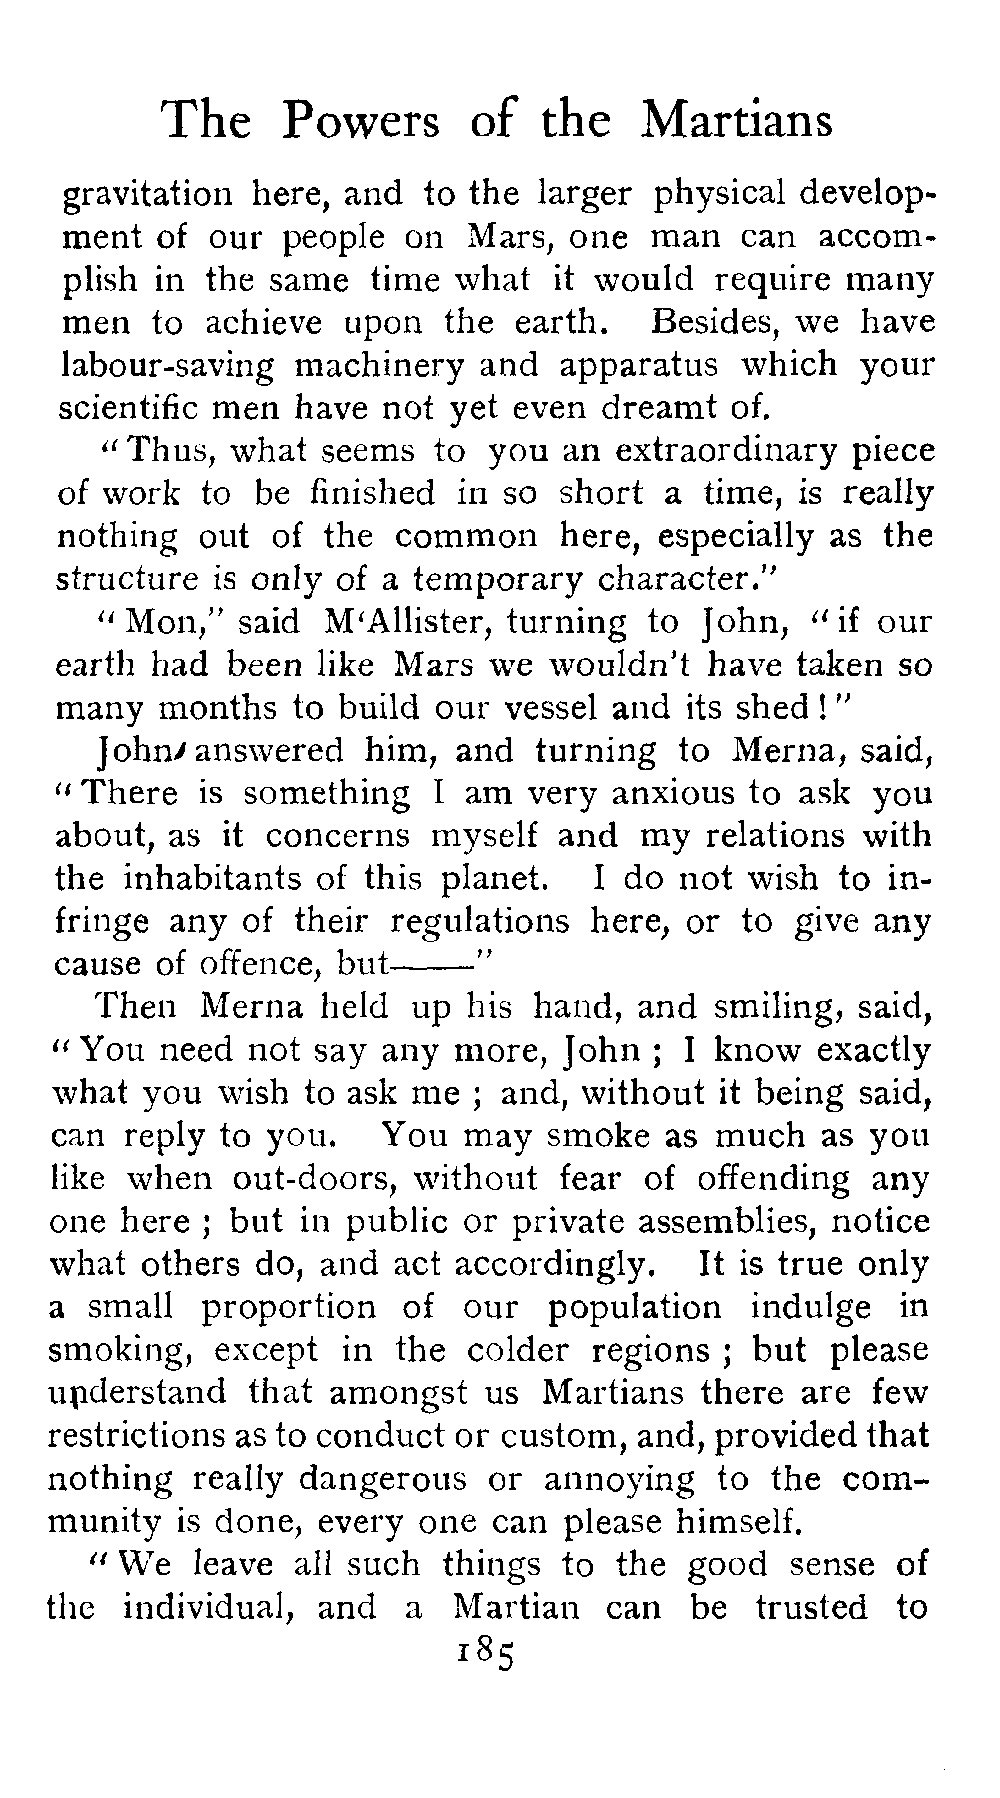 The Powers of the Martians
gravitation here, and to the larger physical develop-
ment of our people on Mars, one man can accom-
plish in the same time what it would require many
men to achieve upon the earth. Besides, we have
labour-saving machinery and apparatus which your
scientific men have not yet even dreamt of.
"Thus, what seems to you an extraordinary piece
of work to be finished in so short a time, is really
nothing out of the common here, especially as the
structure is only of a temporary character."
"Mon," said M'Allister, turning to John, "if our
earth had been like Mars we wouldn't have taken so
many months to build our vessel and its shed!"
John answered him, and turning to Merna, said,
"There is something I am very anxious to ask you
about, as it concerns myself and my relations with
the inhabitants of this planet. I do not wish to in-
fringe any of their regulations here, or to give any
cause of offence, but——"
Then Merna held up his hand, and smiling, said,
"You need not say any more, John; I know exactly
what you wish to ask me; and, without it being said,
can reply to you. You may smoke as much as you
like when out-doors, without fear of offending any
one here; but in public or private assemblies, notice
what others do, and act accordingly. It is true only
a small proportion of our population indulge in
smoking, except in the colder regions; but please
understand that amongst us Martians there are few
restrictions as to conduct or custom, and, provided that
nothing really dangerous or annoying to the com-
munity is done, every one can please himself.
"We leave all such things to the good sense of
the individual, and a Martian can be trusted to
185